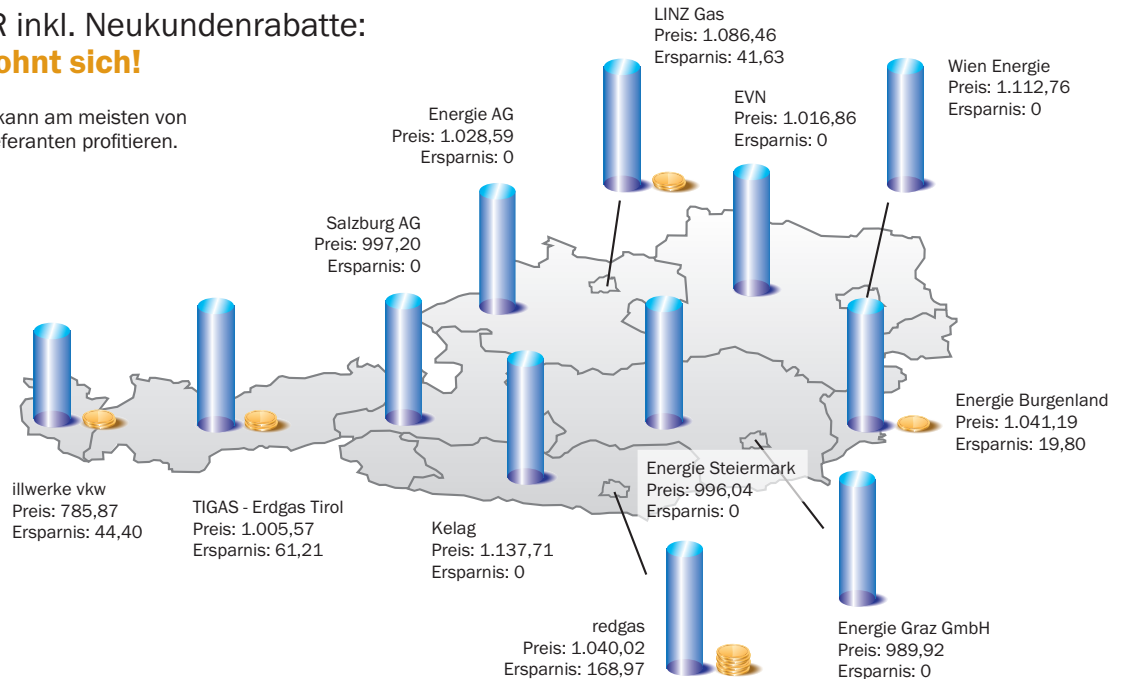 R inkl. Neukundenrabatte:
ohnt sich!
kann am meisten von
eferanten profitieren.
LINZ Gas
Preis: 1.086,46
Ersparnis: 41,63
Wien Energie
Preis: 1.112,76
Ersparnis: 0
EVN
Preis: 1.016,86
Ersparnis: 0
Energie AG
Preis: 1.028,59
Ersparnis: 0
Salzburg AG
Preis: 997,20
Ersparnis: 0
Energie Burgenland
Preis: 1.041,19
Ersparnis: 19,80
illwerke vkw
Preis: 785,87
Ersparnis: 44,40
TIGAS - Erdgas Tirol
Preis: 1.005,57
Ersparnis: 61,21
Kelag
Preis: 1.137,71
Ersparnis: 0
Energie Steiermark
Preis: 996,04
Ersparnis: 0
redgas
Preis: 1.040,02
Ersparnis: 168,97
Energie Graz GmbH
Preis: 989,92
Ersparnis: 0